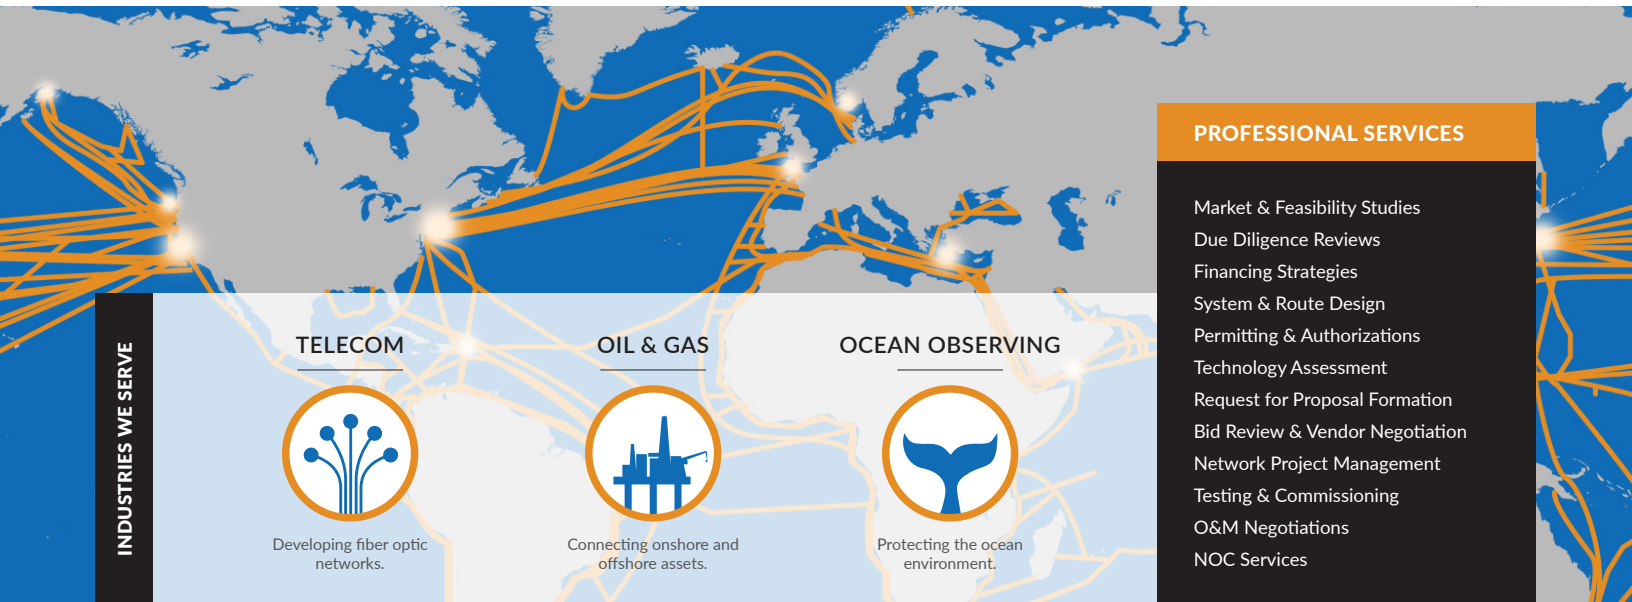 INDUSTRIES WE SERVE
TELECOM
Developing fiber optic
networks.
OIL & GAS
Connecting onshore and
offshore assets.
OCEAN OBSERVING
Protecting the ocean
environment.
PROFESSIONAL SERVICES
Market & Feasibility Studies
Due Diligence Reviews
Financing Strategies
System & Route Design
Permitting & Authorizations
Technology Assessment
Request for Proposal Formation
Bid Review & Vendor Negotiation
Network Project Management
Testing & Commissioning
O&M Negotiations
NOC Services